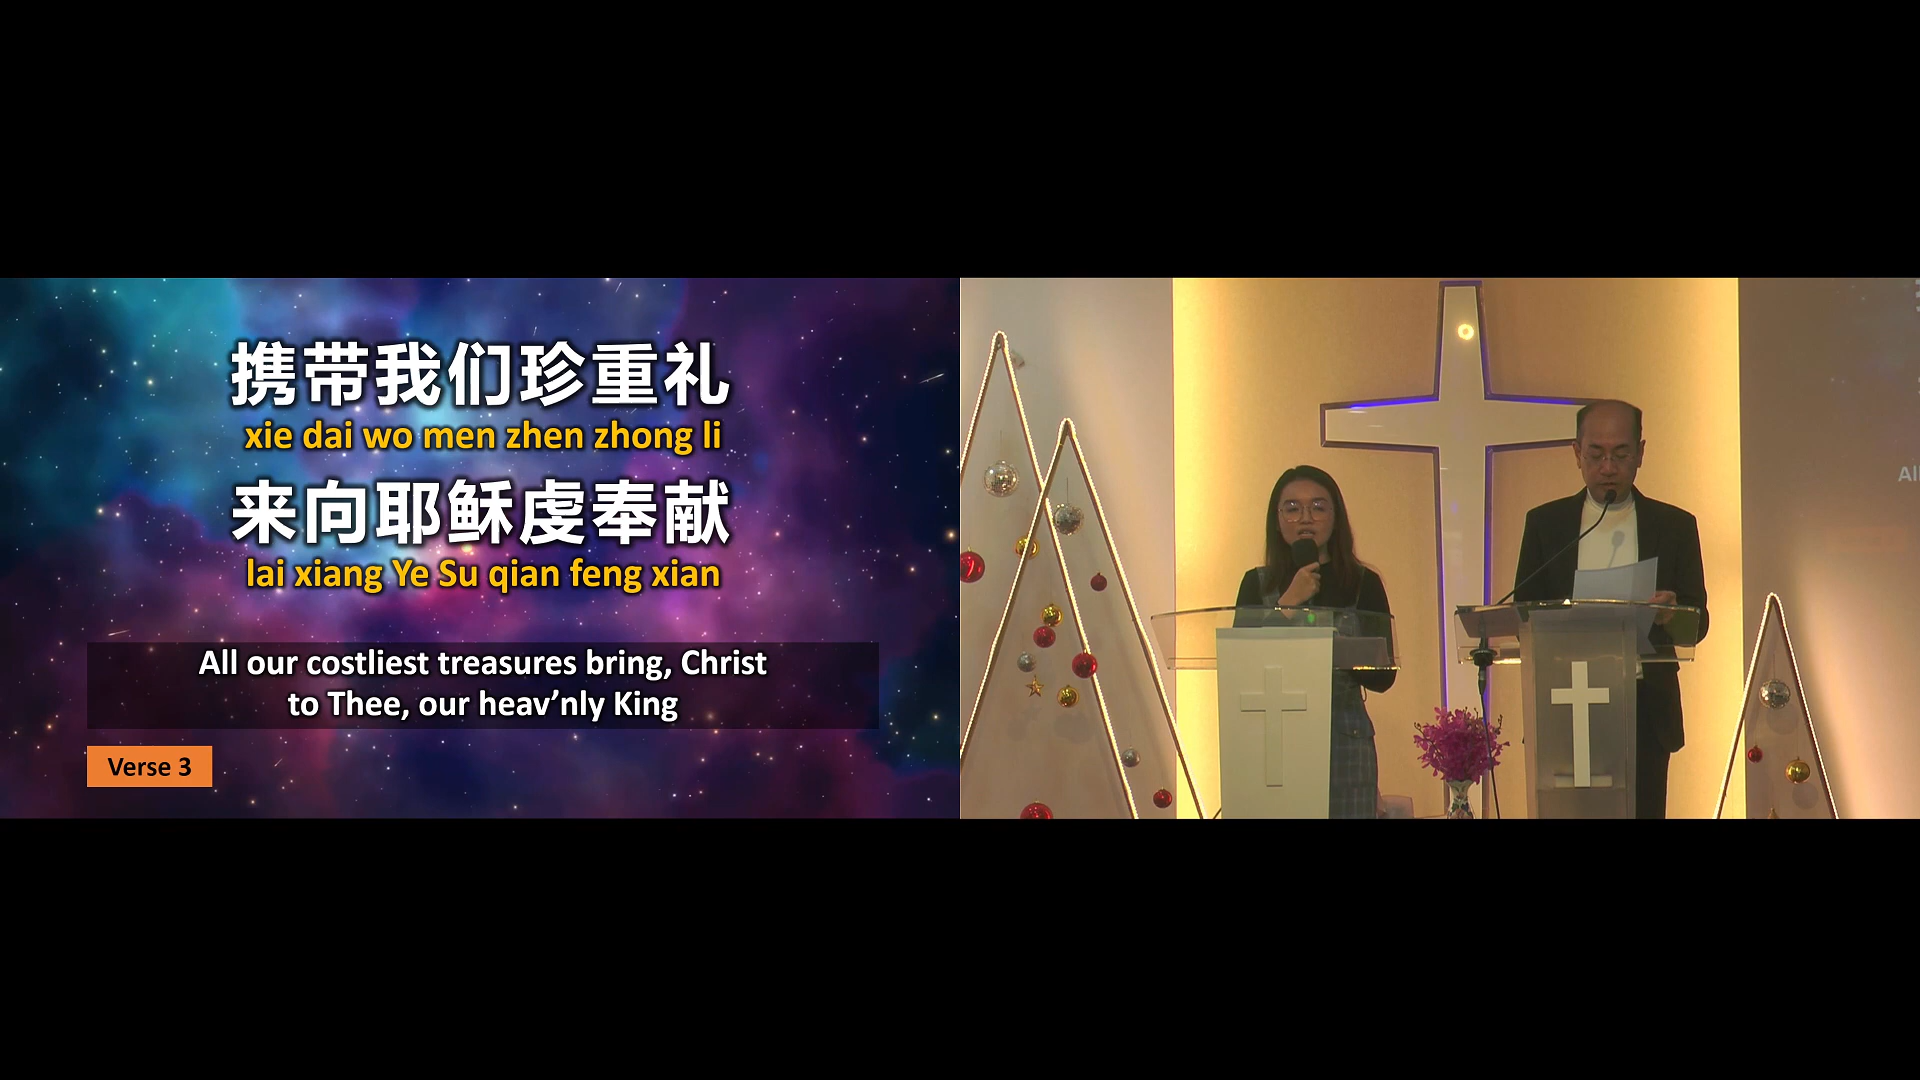 携带我们珍重礼
xie dai wo men zhen zhong li
来向耶稣虔奉献
lai xiang Ye Su qian feng xian
All our costliest treasures bring, Christ
to Thee, our heav’nly King
Verse 3
All